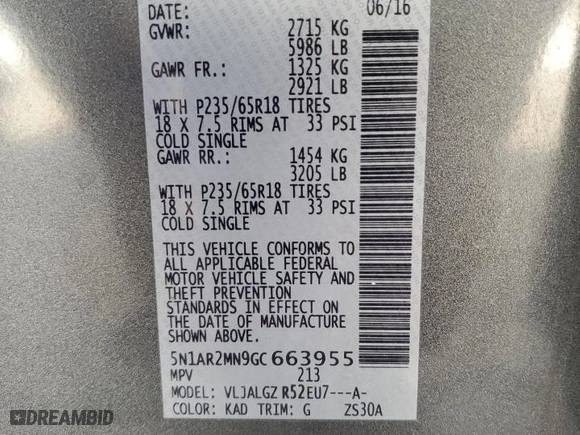 DATE: 06/16
GVWR: 2715 KG
5986 LB
GAWR FR.: 1325 KG
2921 LB
WITH P235/65R18 TIRES
18 X 7.5 RIMS AT 33 PSI
COLD SINGLE
GAWR RR.: 1454 KG
3205 LB
WITH P235/65R18 TIRES
18 X 7.5 RIMS AT 33 PSI
COLD SINGLE
THIS VEHICLE CONFORMS TO
ALL APPLICABLE FEDERAL
MOTOR VEHICLE SAFETY AND
THEFT PREVENTION
STANDARDS IN EFFECT ON
THE DATE OF MANUFACTURE
SHOWN ABOVE.
5N1AR2MN9GC663955
MPV 213
MODEL: VLJALGZ R52EU7---A-
COLOR: KAD TRIM: G ZS30A
DREAMBID